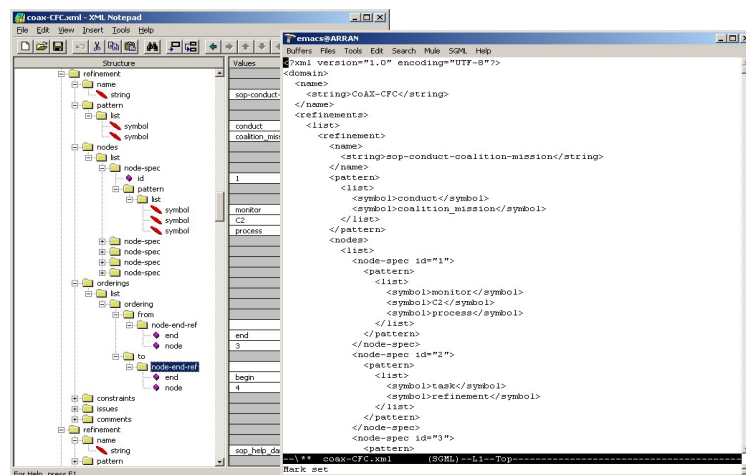 coax-CFC.xml - XML Notepad
File Edit View Insert Tools Help
Structure
Values
refinement
name
string
sop-conduct-
pattern
list
symbol
conduct
symbol
coalition_miss
nodes
list
node-spec
id
1
pattern
list
symbol
monitor
symbol
C2
symbol
process
node-spec
node-spec
node-spec
node-spec
orderings
list
ordering
from
node-end-ref
end
end
node
3
to
node-end-ref
end
begin
node
4
constraints
issues
comments
refinement
name
string
sop_help_da
pattern
For Help, press F1
emacs@ARRAN
Buffers Files Tools Edit Search Mule SGML Help
<?xml version="1.0" encoding="UTF-8"?>
<domain>
<name>
<string>CoAX-CFC</string>
</name>
<refinements>
<list>
<refinement>
<name>
<string>sop-conduct-coalition-mission</string>
</name>
<pattern>
<list>
<symbol>conduct</symbol>
<symbol>coalition_mission</symbol>
</list>
</pattern>
<nodes>
<list>
<node-spec id="1">
<pattern>
<list>
<symbol>monitor</symbol>
<symbol>C2</symbol>
<symbol>process</symbol>
</list>
</pattern>
</node-spec>
<node-spec id="2">
<pattern>
<list>
<symbol>task</symbol>
<symbol>refinement</symbol>
</list>
</pattern>
</node-spec>
<node-spec id="3">
<pattern>
--\** coax-CFC.xml (SGML)--L1--Top--------------------
Mark set